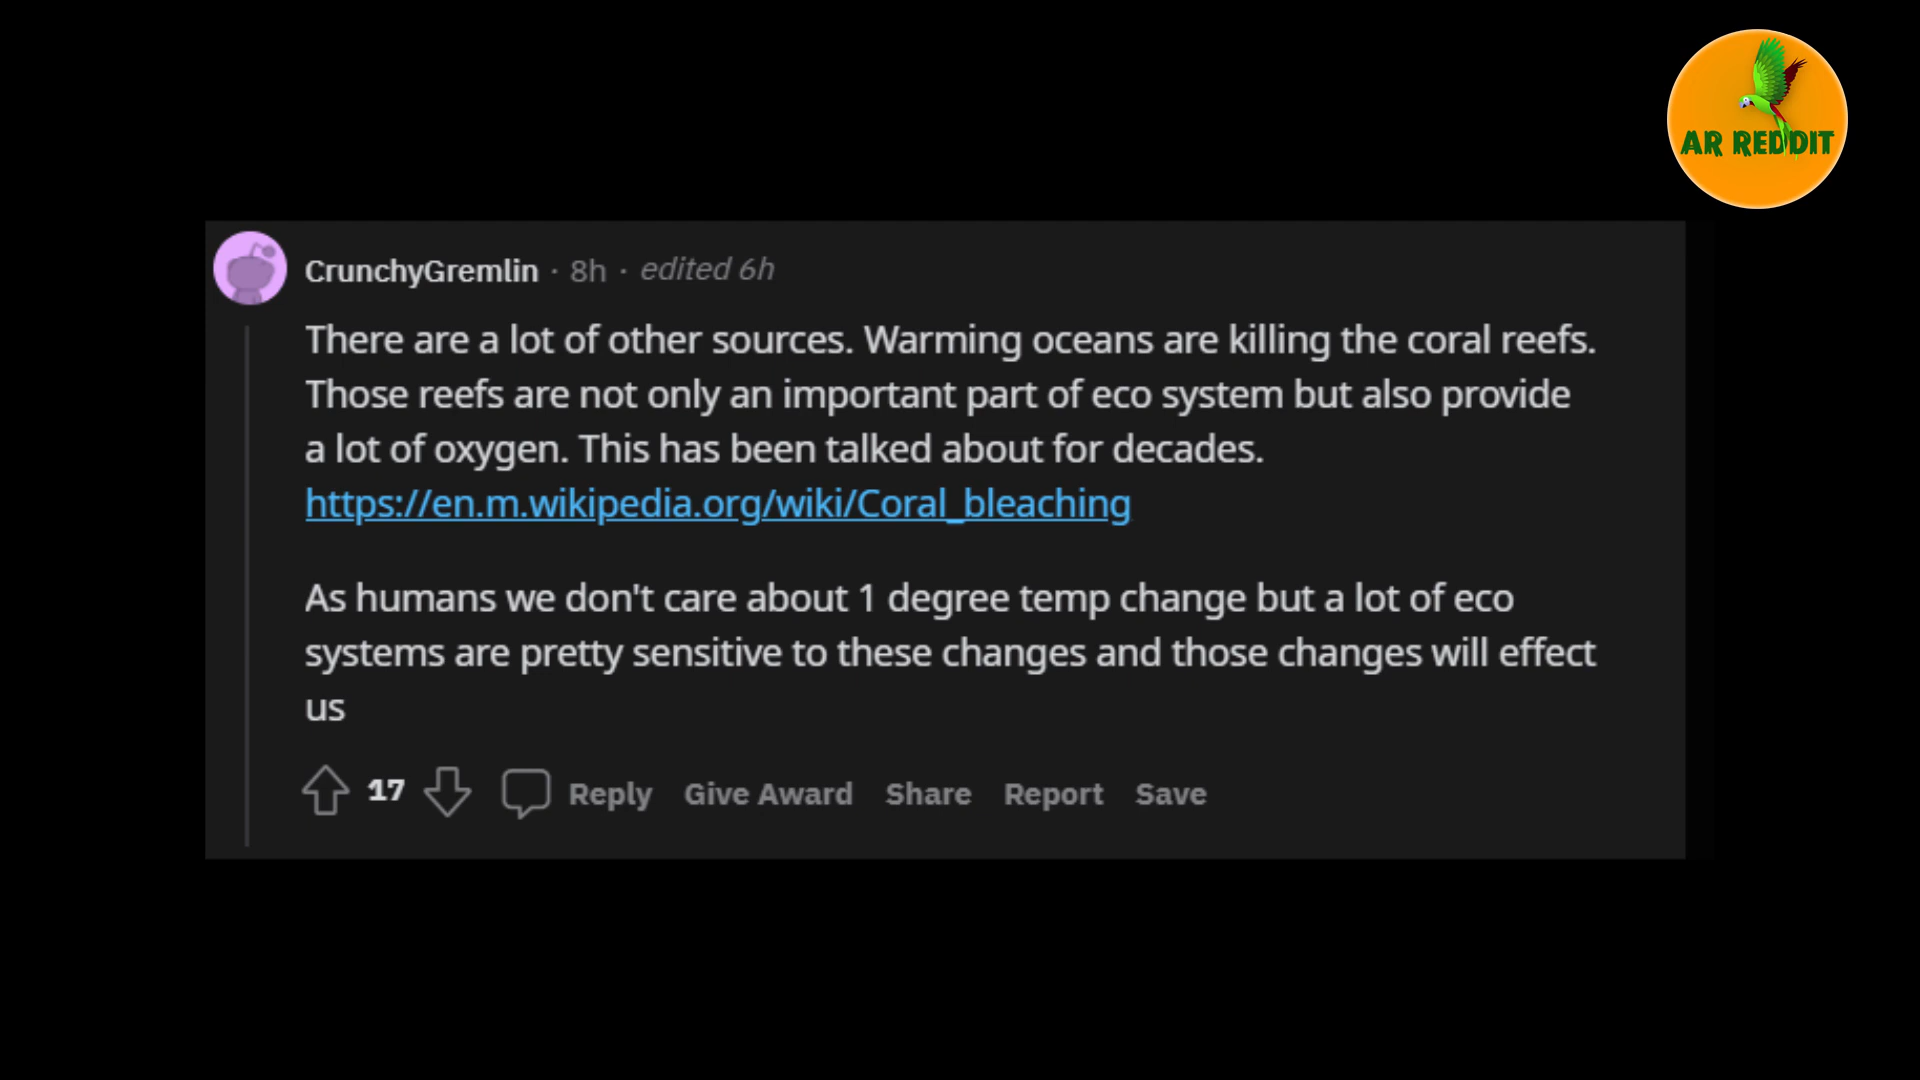 AR REDDIT
CrunchyGremlin · 8h · edited 6h
There are a lot of other sources. Warming oceans are killing the coral reefs.
Those reefs are not only an important part of eco system but also provide
a lot of oxygen. This has been talked about for decades.
https://en.m.wikipedia.org/wiki/Coral_bleaching
As humans we don't care about 1 degree temp change but a lot of eco
systems are pretty sensitive to these changes and those changes will effect
us
17 Reply Give Award Share Report Save